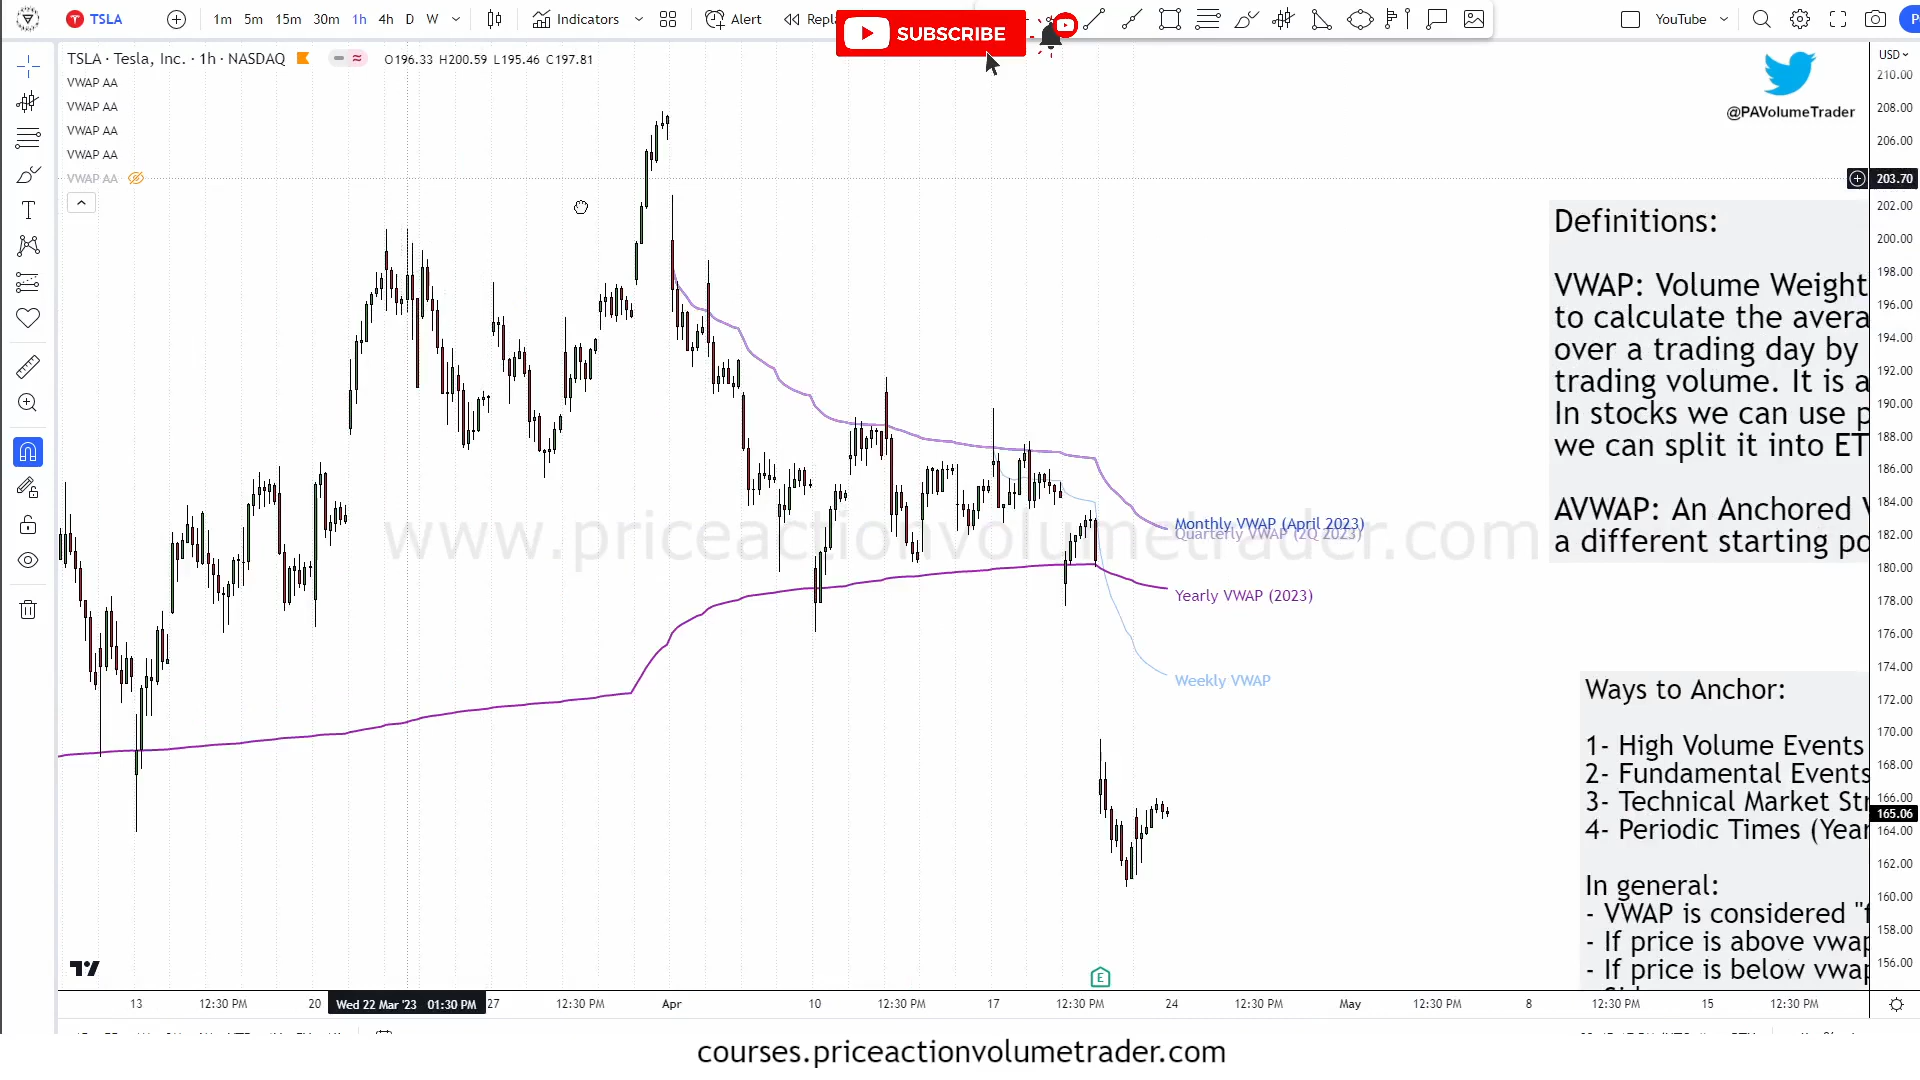 TSLA
1m 5m 15m 30m 1h 4h D W
Indicators
Alert
SUBSCRIBE
YouTube
TSLA · Tesla, Inc. · 1h · NASDAQ
O196.33 H200.59 L195.46 C197.81
VWAP AA
VWAP AA
VWAP AA
VWAP AA
VWAP AA
@PAVolumeTrader
USD
210.00
208.00
206.00
203.70
202.00
200.00
198.00
196.00
194.00
192.00
190.00
188.00
186.00
184.00
182.00
180.00
178.00
176.00
174.00
172.00
170.00
168.00
166.00
165.06
164.00
162.00
160.00
158.00
156.00
Definitions:
VWAP: Volume Weight
to calculate the avera
over a trading day by
trading volume. It is a
In stocks we can use p
we can split it into ET
AVWAP: An Anchored
a different starting po
www.priceactionvolumetrader.com
Monthly VWAP (April 2023)
Quarterly VWAP (2Q 2023)
Yearly VWAP (2023)
Weekly VWAP
Ways to Anchor:
1- High Volume Events
2- Fundamental Events
3- Technical Market Str
4- Periodic Times (Year
In general:
- VWAP is considered "f
- If price is above vwap
- If price is below vwap
E
13 12:30 PM 20 Wed 22 Mar '23 01:30 PM 27 12:30 PM Apr 10 12:30 PM 17 12:30 PM 24 12:30 PM May 12:30 PM 8 12:30 PM 15 12:30 PM
courses.priceactionvolumetrader.com